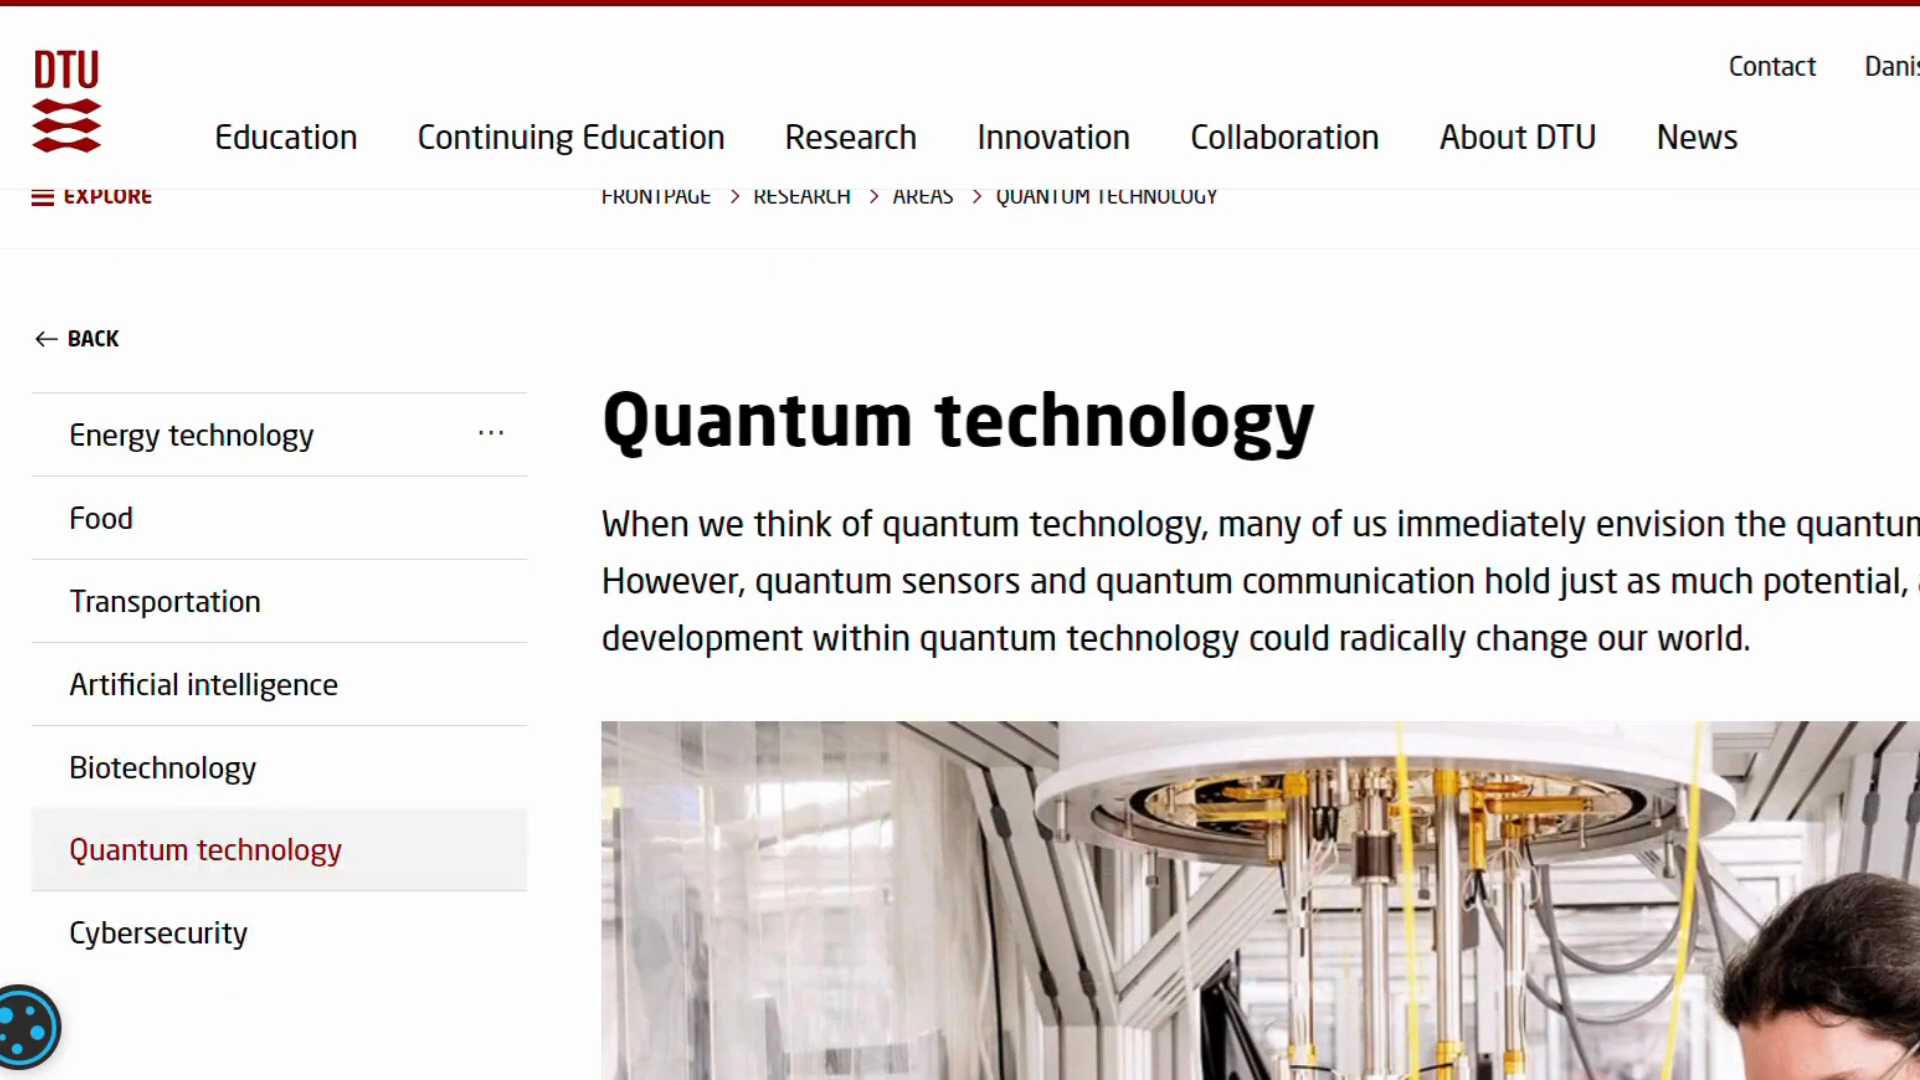 DTU
Contact
Education Continuing Education Research Innovation Collaboration About DTU News
EXPLORE
FRONTPAGE > RESEARCH > AREAS > QUANTUM TECHNOLOGY
← BACK
Energy technology ...
Food
Transportation
Artificial intelligence
Biotechnology
Quantum technology
Cybersecurity
Quantum technology
When we think of quantum technology, many of us immediately envision the quantum
However, quantum sensors and quantum communication hold just as much potential,
development within quantum technology could radically change our world.